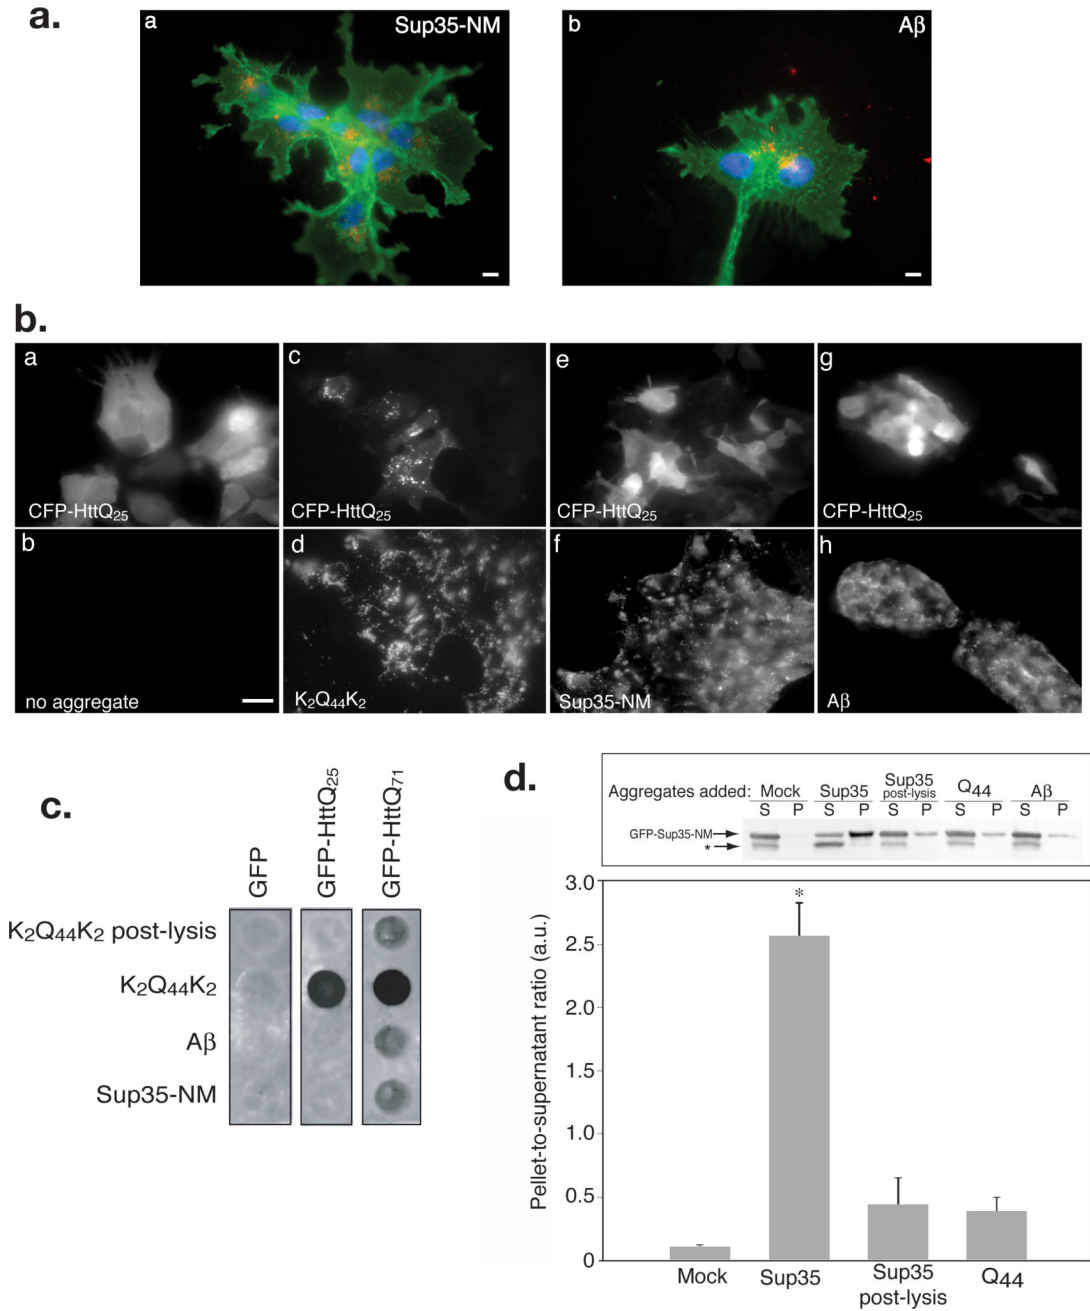 a.
a
Sup35-NM
b
Aβ
b.
a
CFP-HttQ₂₅
c
CFP-HttQ₂₅
e
CFP-HttQ₂₅
g
CFP-HttQ₂₅
b
no aggregate
d
K₂Q₄₄K₂
f
Sup35-NM
h
Aβ
c.
GFP
GFP-HttQ₂₅
GFP-HttQ₇₁
K₂Q₄₄K₂ post-lysis
K₂Q₄₄K₂
Aβ
Sup35-NM
d.
Aggregates added: Mock Sup35 Sup35 post-lysis Q₄₄ Aβ
S P S P S P S P S P
GFP-Sup35-NM
*
Pellet-to-supernatant ratio (a.u.)
3.0
2.5
2.0
1.0
0.5
0
*
Mock
Sup35
Sup35
post-lysis
Q₄₄